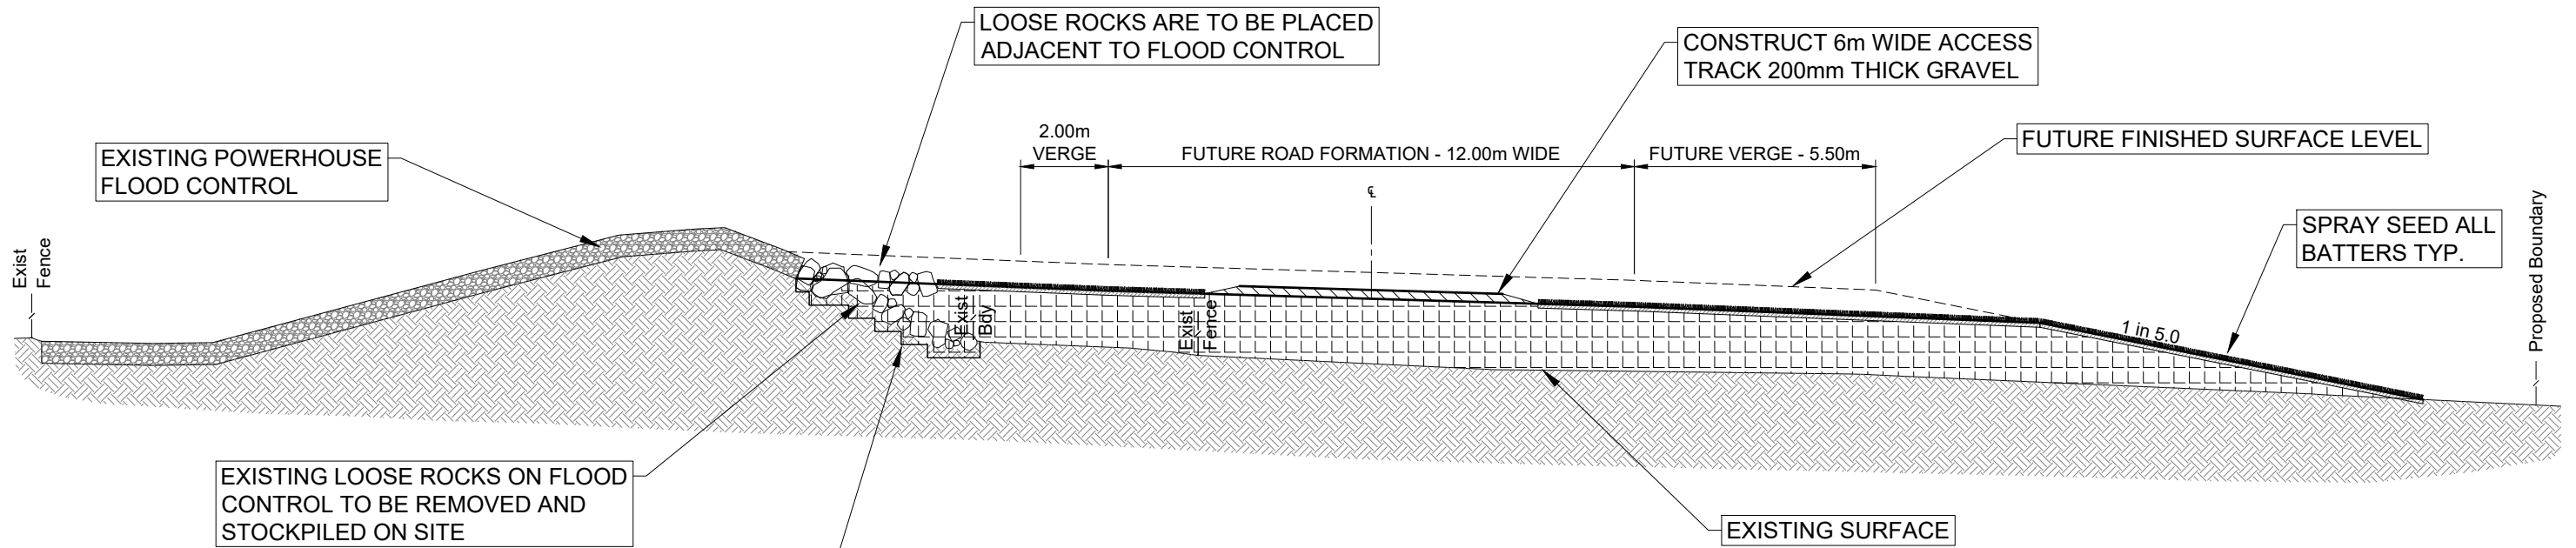 LOOSE ROCKS ARE TO BE PLACED
ADJACENT TO FLOOD CONTROL
CONSTRUCT 6m WIDE ACCESS
TRACK 200mm THICK GRAVEL
EXISTING POWERHOUSE
FLOOD CONTROL
2.00m
VERGE
FUTURE ROAD FORMATION - 12.00m WIDE
FUTURE VERGE - 5.50m
FUTURE FINISHED SURFACE LEVEL
℄
SPRAY SEED ALL
BATTERS TYP.
Exist
Fence
Exist
Bdy
Exist
Fence
1 in 5.0
Proposed Boundary
EXISTING LOOSE ROCKS ON FLOOD
CONTROL TO BE REMOVED AND
STOCKPILED ON SITE
EXISTING SURFACE